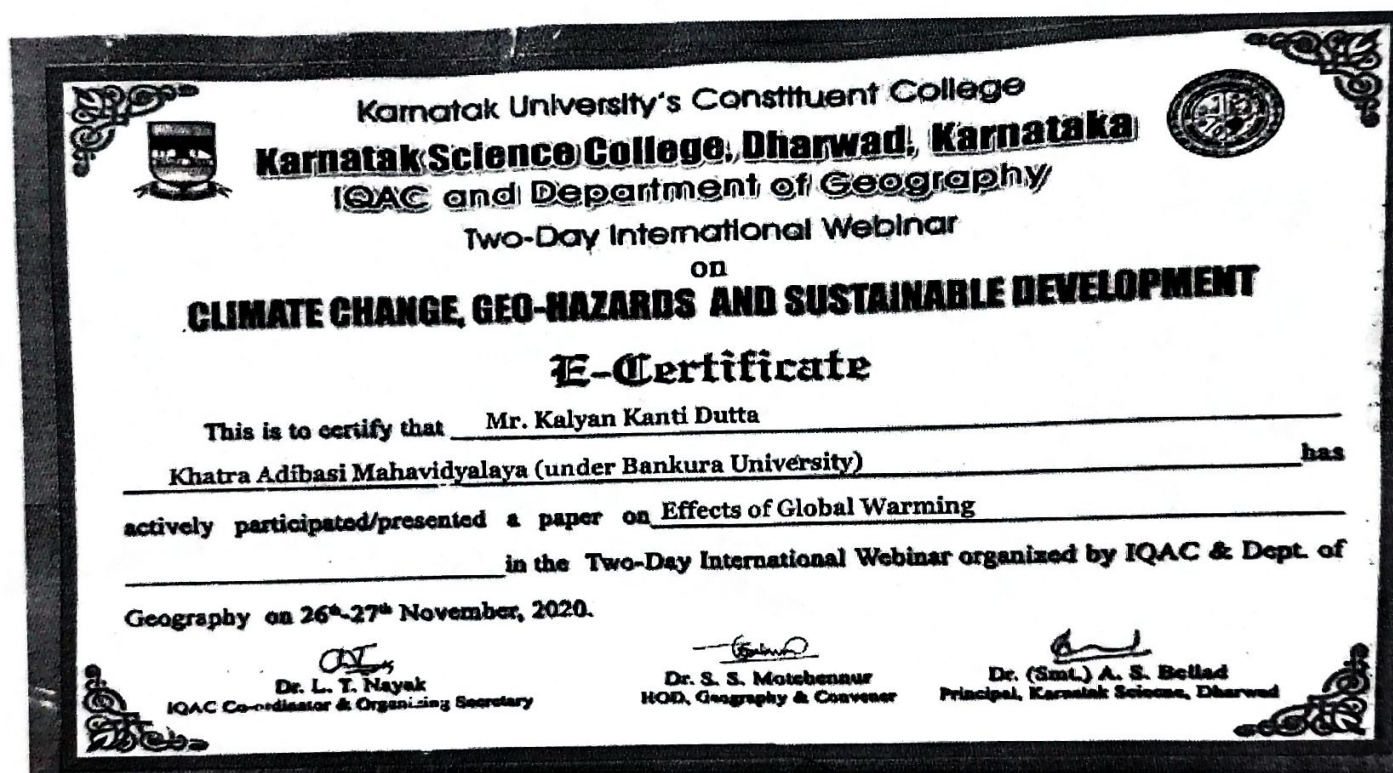 Karnatak University's Constituent College
Karnatak Science College, Dharwad, Karnataka
IQAC and Department of Geography
Two-Day International Webinar
on
CLIMATE CHANGE, GEO-HAZARDS AND SUSTAINABLE DEVELOPMENT
E-Certificate
This is to certify that Mr. Kalyan Kanti Dutta
Khatra Adibasi Mahavidyalaya (under Bankura University) has
actively participated/presented a paper on Effects of Global Warming
in the Two-Day International Webinar organized by IQAC & Dept. of
Geography on 26th-27th November, 2020.
Dr. L. T. Nayak
IQAC Co-ordinator & Organizing Secretary
Dr. S. S. Motebennur
HOD, Geography & Convener
Dr. (Smt.) A. S. Bellad
Principal, Karnatak Science, Dharwad